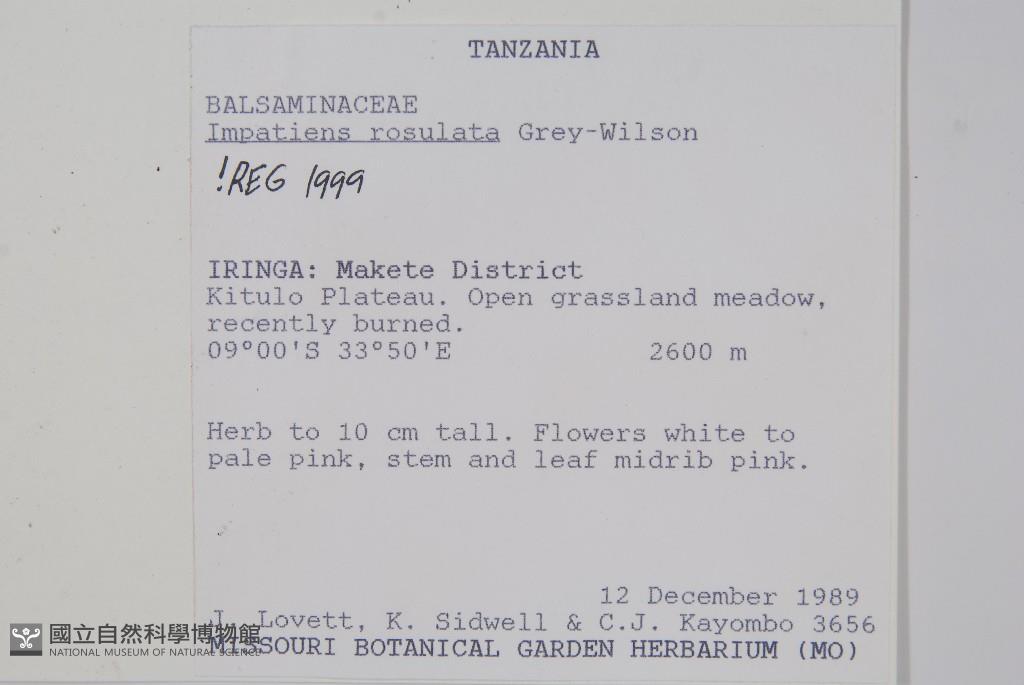 TANZANIA
BALSAMINACEAE
Impatiens rosulata Grey-Wilson
!REG 1999
IRINGA: Makete District
Kitulo Plateau. Open grassland meadow,
recently burned.
09°00'S 33°50'E 2600 m
Herb to 10 cm tall. Flowers white to
pale pink, stem and leaf midrib pink.
12 December 1989
J. Lovett, K. Sidwell & C.J. Kayombo 3656
MISSOURI BOTANICAL GARDEN HERBARIUM (MO)
國立自然科學博物館
NATIONAL MUSEUM OF NATURAL SCIENCE